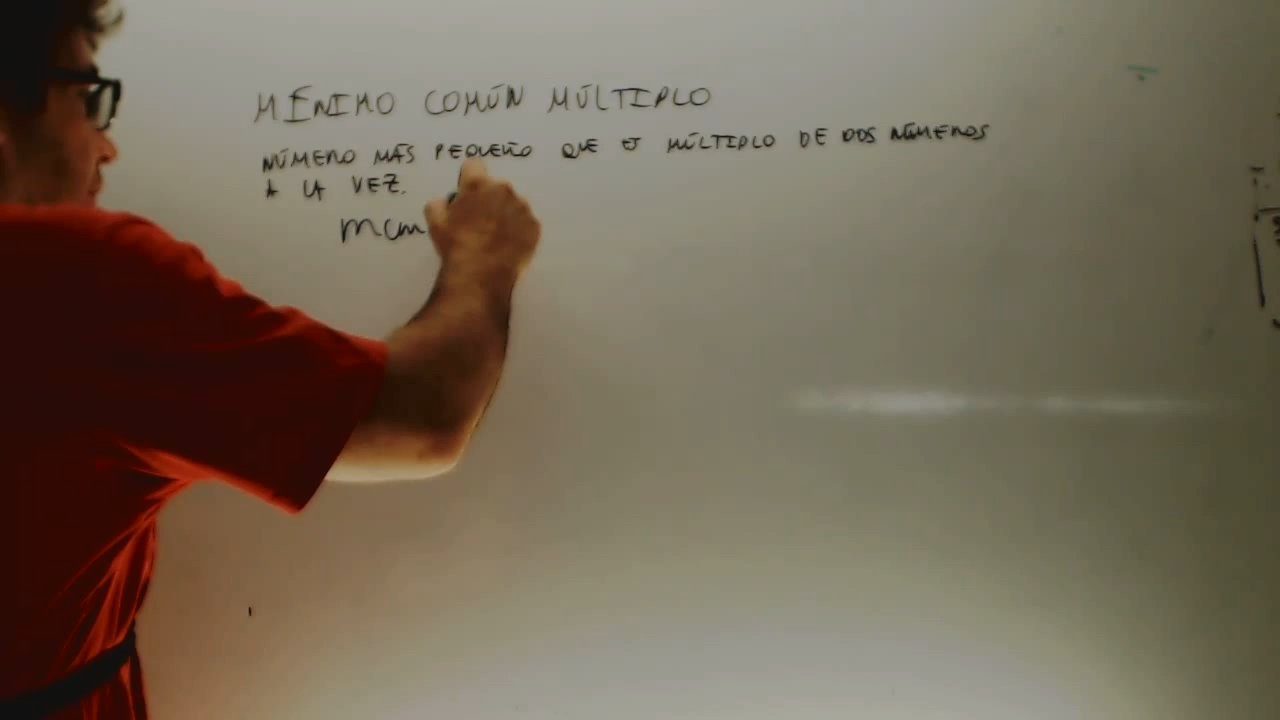 MÍNIMO COMÚN MÚLTIPLO
NÚMERO MÁS PEQUEÑO QUE ES MÚLTIPLO DE DOS NÚMEROS
A LA VEZ.
mcm